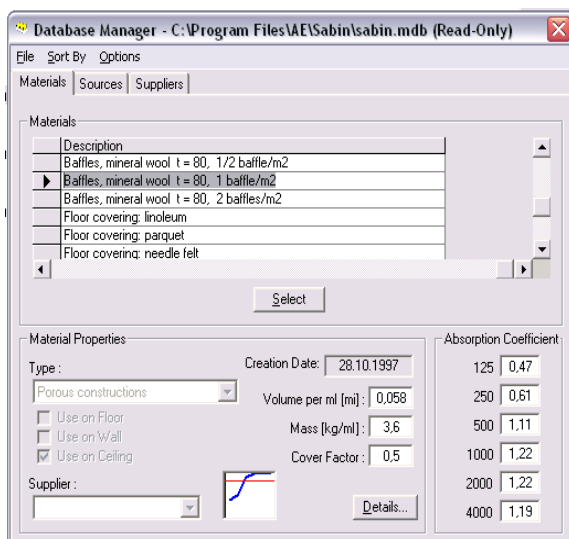 Database Manager - C:\Program Files\AE\Sabin\sabin.mdb (Read-Only)
File Sort By Options
Materials Sources Suppliers
Materials
Description
Baffles, mineral wool t = 80, 1/2 baffle/m2
Baffles, mineral wool t = 80, 1 baffle/m2
Baffles, mineral wool t = 80, 2 baffles/m2
Floor covering: linoleum
Floor covering: parquet
Floor covering: needle felt
Select
Material Properties
Type :
Porous constructions
Use on Floor
Use on Wall
Use on Ceiling
Supplier :
Creation Date: 28.10.1997
Volume per ml [ml] : 0,058
Mass [kg/ml] : 3,6
Cover Factor : 0,5
Details...
Absorption Coefficient
125 0,47
250 0,61
500 1,11
1000 1,22
2000 1,22
4000 1,19